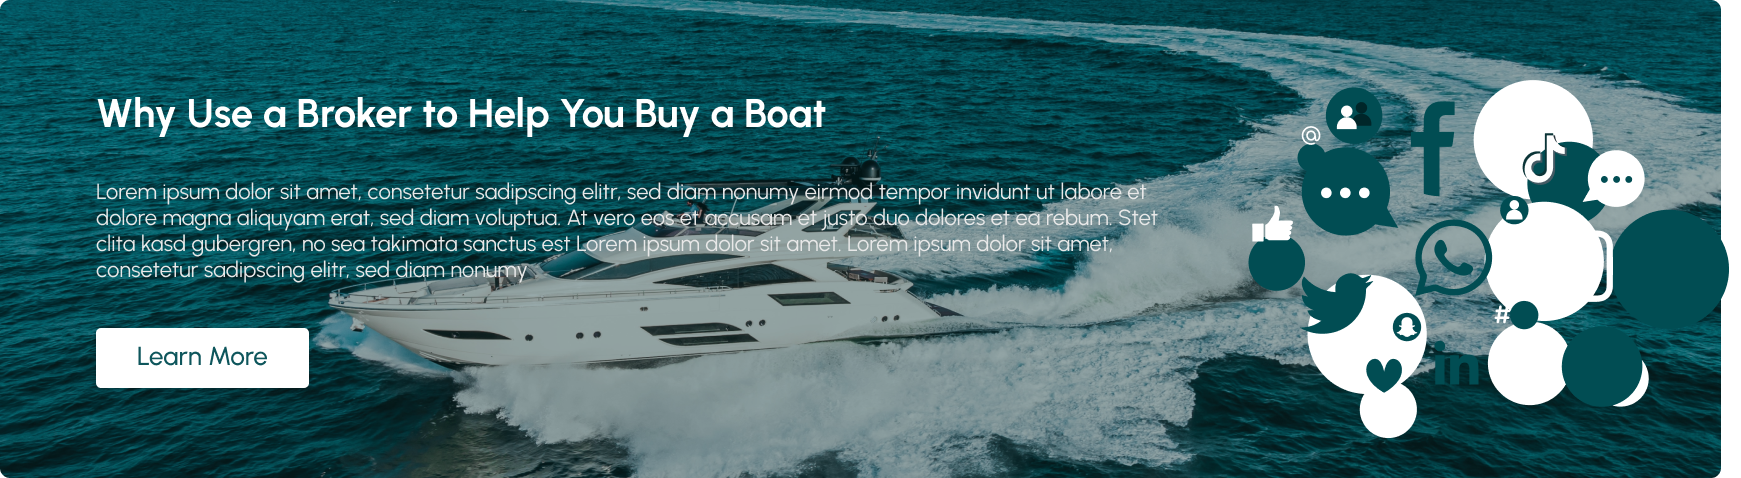 Why Use a Broker to Help You Buy a Boat
Lorem ipsum dolor sit amet, consetetur sadipscing elitr, sed diam nonumy eirmod tempor invidunt ut labore et
dolore magna aliquyam erat, sed diam voluptua. At vero eos et accusam et justo duo dolores et ea rebum. Stet
clita kasd gubergren, no sea takimata sanctus est Lorem ipsum dolor sit amet. Lorem ipsum dolor sit amet,
consetetur sadipscing elitr, sed diam nonumy
Learn More
@
f
#
in